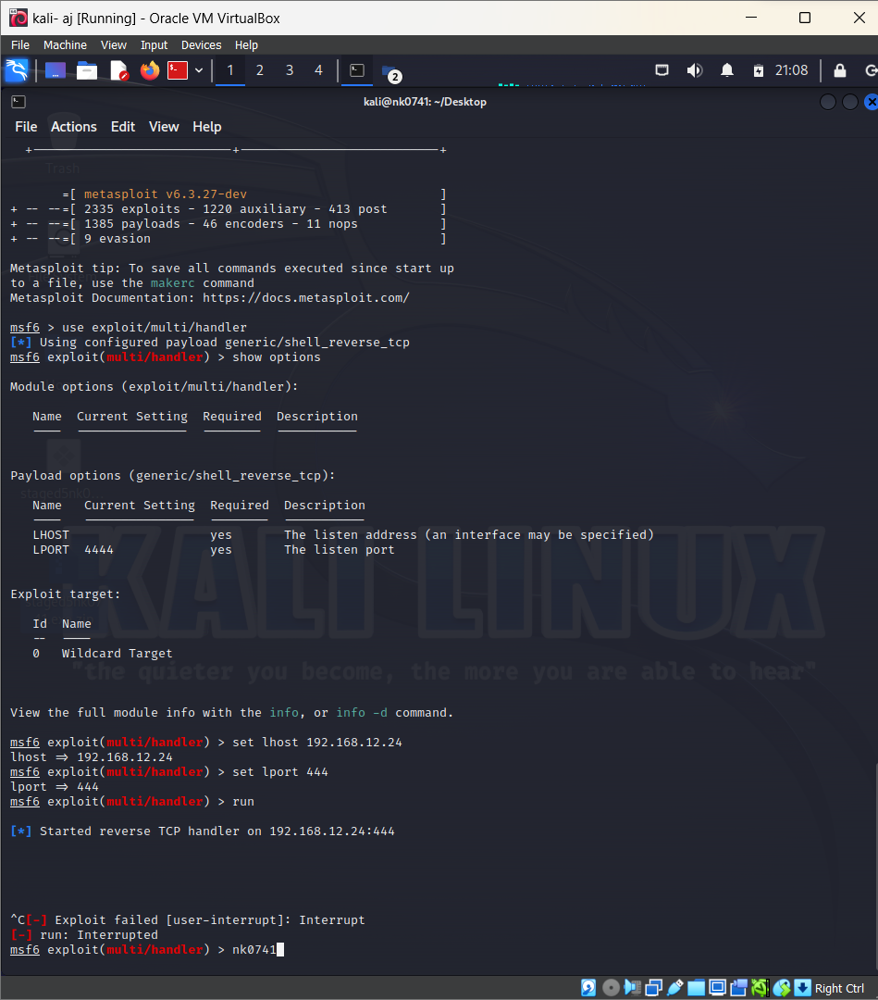 kali- aj [Running] - Oracle VM VirtualBox
File Machine View Input Devices Help
1 2 3 4 2 21:08
kali@nk0741: ~/Desktop
File Actions Edit View Help
Trash
=[ metasploit v6.3.27-dev ]
+ -- --=[ 2335 exploits - 1220 auxiliary - 413 post ]
+ -- --=[ 1385 payloads - 46 encoders - 11 nops ]
+ -- --=[ 9 evasion ]
Metasploit tip: To save all commands executed since start up
to a file, use the makerc command
Metasploit Documentation: https://docs.metasploit.com/
msf6 > use exploit/multi/handler
[*] Using configured payload generic/shell_reverse_tcp
msf6 exploit(multi/handler) > show options
Module options (exploit/multi/handler):
Name Current Setting Required Description
Payload options (generic/shell_reverse_tcp):
Name Current Setting Required Description
LHOST yes The listen address (an interface may be specified)
LPORT 4444 yes The listen port
KALI LINUX
Exploit target:
Id Name
-- ----
0 Wildcard Target
"the quieter you become, the more you are able to hear"
View the full module info with the info, or info -d command.
msf6 exploit(multi/handler) > set lhost 192.168.12.24
lhost => 192.168.12.24
msf6 exploit(multi/handler) > set lport 444
lport => 444
msf6 exploit(multi/handler) > run
[*] Started reverse TCP handler on 192.168.12.24:444
^C[-] Exploit failed [user-interrupt]: Interrupt
[-] run: Interrupted
msf6 exploit(multi/handler) > nk0741
Right Ctrl